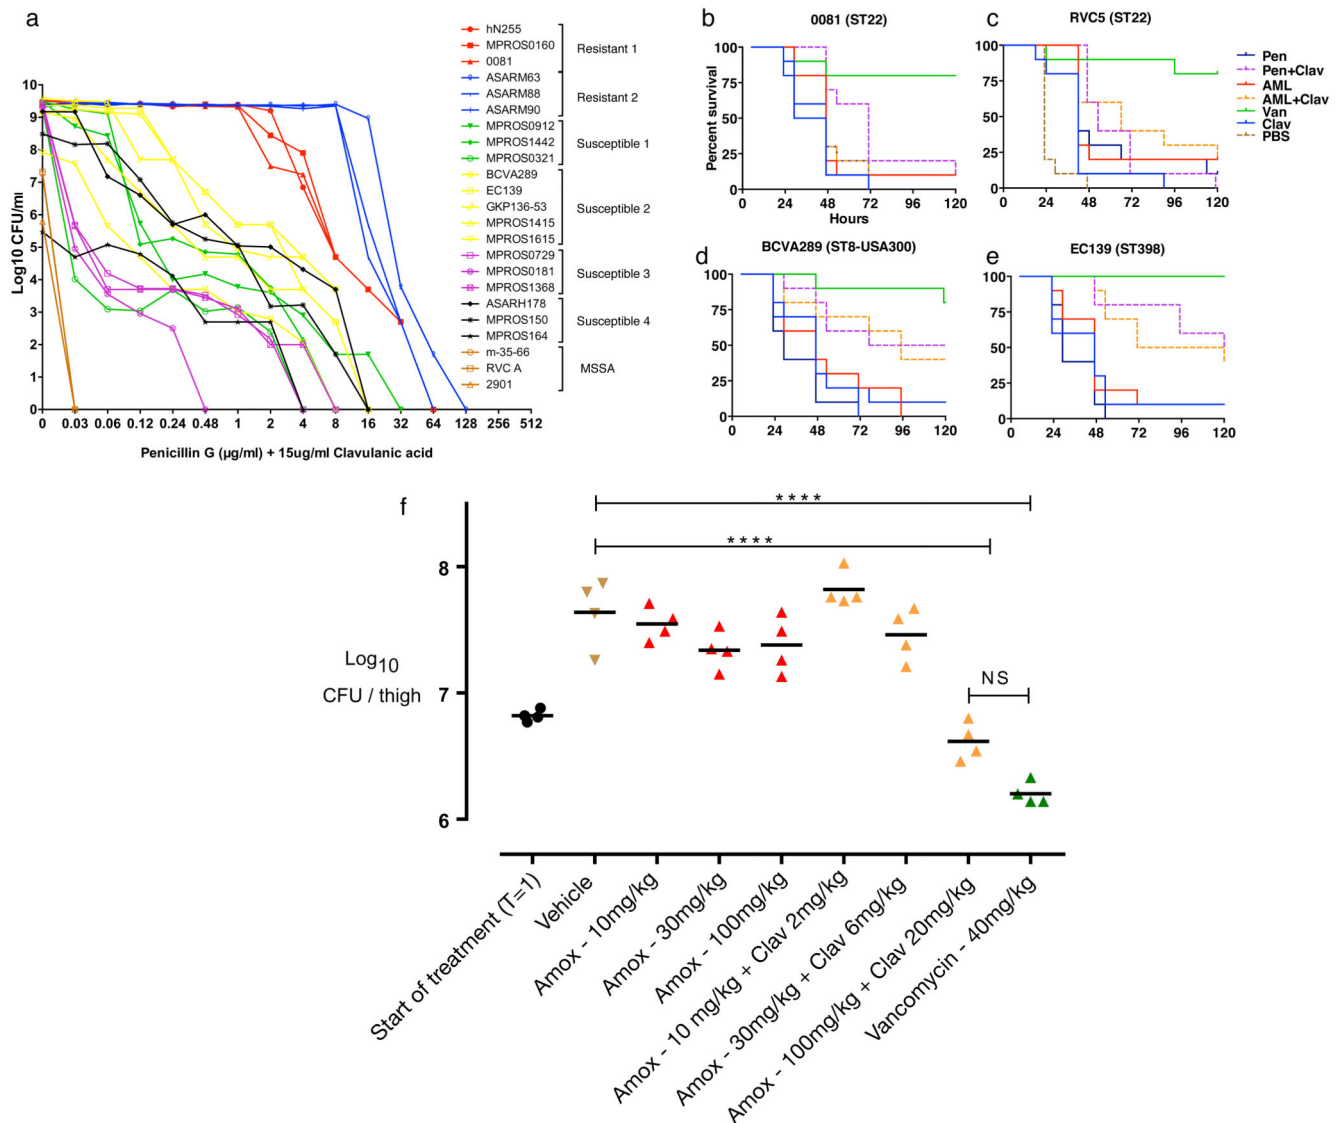 a
Log10 CFU/ml
10
9
8
7
6
5
4
3
2
1
0
0 0.03 0.06 0.12 0.24 0.48 1 2 4 8 16 32 64 128 256 512
Penicillin G (µg/ml) + 15ug/ml Clavulanic acid
hN255
MPROS0160
0081
Resistant 1
ASARM63
ASARM88
ASARM90
Resistant 2
MPROS0912
MPROS1442
MPROS0321
Susceptible 1
BCVA289
EC139
GKP136-53
MPROS1415
MPROS1615
Susceptible 2
MPROS0729
MPROS0181
MPROS1368
Susceptible 3
ASARH178
MPROS150
MPROS164
Susceptible 4
m-35-66
RVC A
2901
MSSA
b
0081 (ST22)
Percent survival
100
75
50
25
0
0 24 48 72 96 120
Hours
c
RVC5 (ST22)
100
75
50
25
0
0 24 48 72 96 120
Pen
Pen+Clav
AML
AML+Clav
Van
Clav
PBS
d
BCVA289 (ST8-USA300)
100
75
50
25
0
0 24 48 72 96 120
e
EC139 (ST398)
100
75
50
25
0
0 24 48 72 96 120
f
Log10
CFU / thigh
8
7
6
****
****
NS
Start of treatment (T=1)
Vehicle
Amox - 10mg/kg
Amox - 30mg/kg
Amox - 100mg/kg
Amox - 10 mg/kg + Clav 2mg/kg
Amox - 30mg/kg + Clav 6mg/kg
Amox - 100mg/kg + Clav 20mg/kg
Vancomycin - 40mg/kg